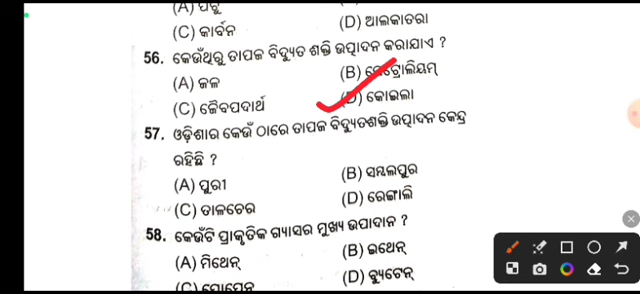 (A) ପଟୁ
(C) କାର୍ବନ (D) ଆଲକାତରା
56. କେଉଁଥିରୁ ତାପଜ ବିଦ୍ୟୁତ ଶକ୍ତି ଉତ୍ପାଦନ କରାଯାଏ ?
(A) ଜଳ (B) ପେଟ୍ରୋଲିୟମ୍
(C) ଜୈବପଦାର୍ଥ (D) କୋଇଲା
57. ଓଡ଼ିଶାର କେଉଁ ଠାରେ ତାପଜ ବିଦ୍ୟୁତଶକ୍ତି ଉତ୍ପାଦନ କେନ୍ଦ୍ର
ରହିଛି ?
(A) ପୁରୀ (B) ସମ୍ବଲପୁର
(C) ତାଳଚେର (D) ରେଙ୍ଗାଲି
58. କେଉଁଟି ପ୍ରାକୃତିକ ଗ୍ୟାସର ମୁଖ୍ୟ ଉପାଦାନ ?
(A) ମିଥେନ୍ (B) ଇଥେନ୍
(C) ପ୍ରୋପେନ୍ (D) ବ୍ୟୁଟେନ୍